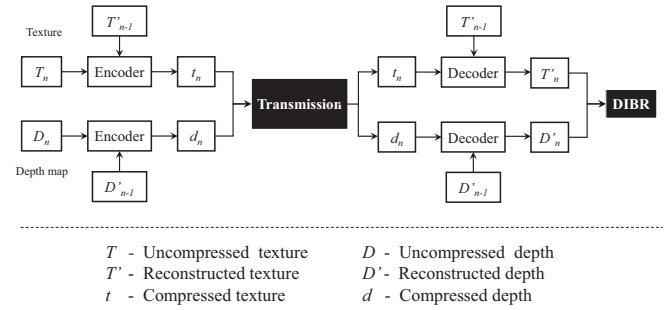 Texture
T'n-1
T'n-1
Tn
Encoder
tn
tn
Decoder
T'n
Transmission
DIBR
Dn
Encoder
dn
dn
Decoder
D'n
Depth map
D'n-1
D'n-1
T - Uncompressed texture
D - Uncompressed depth
T' - Reconstructed texture
D' - Reconstructed depth
t - Compressed texture
d - Compressed depth